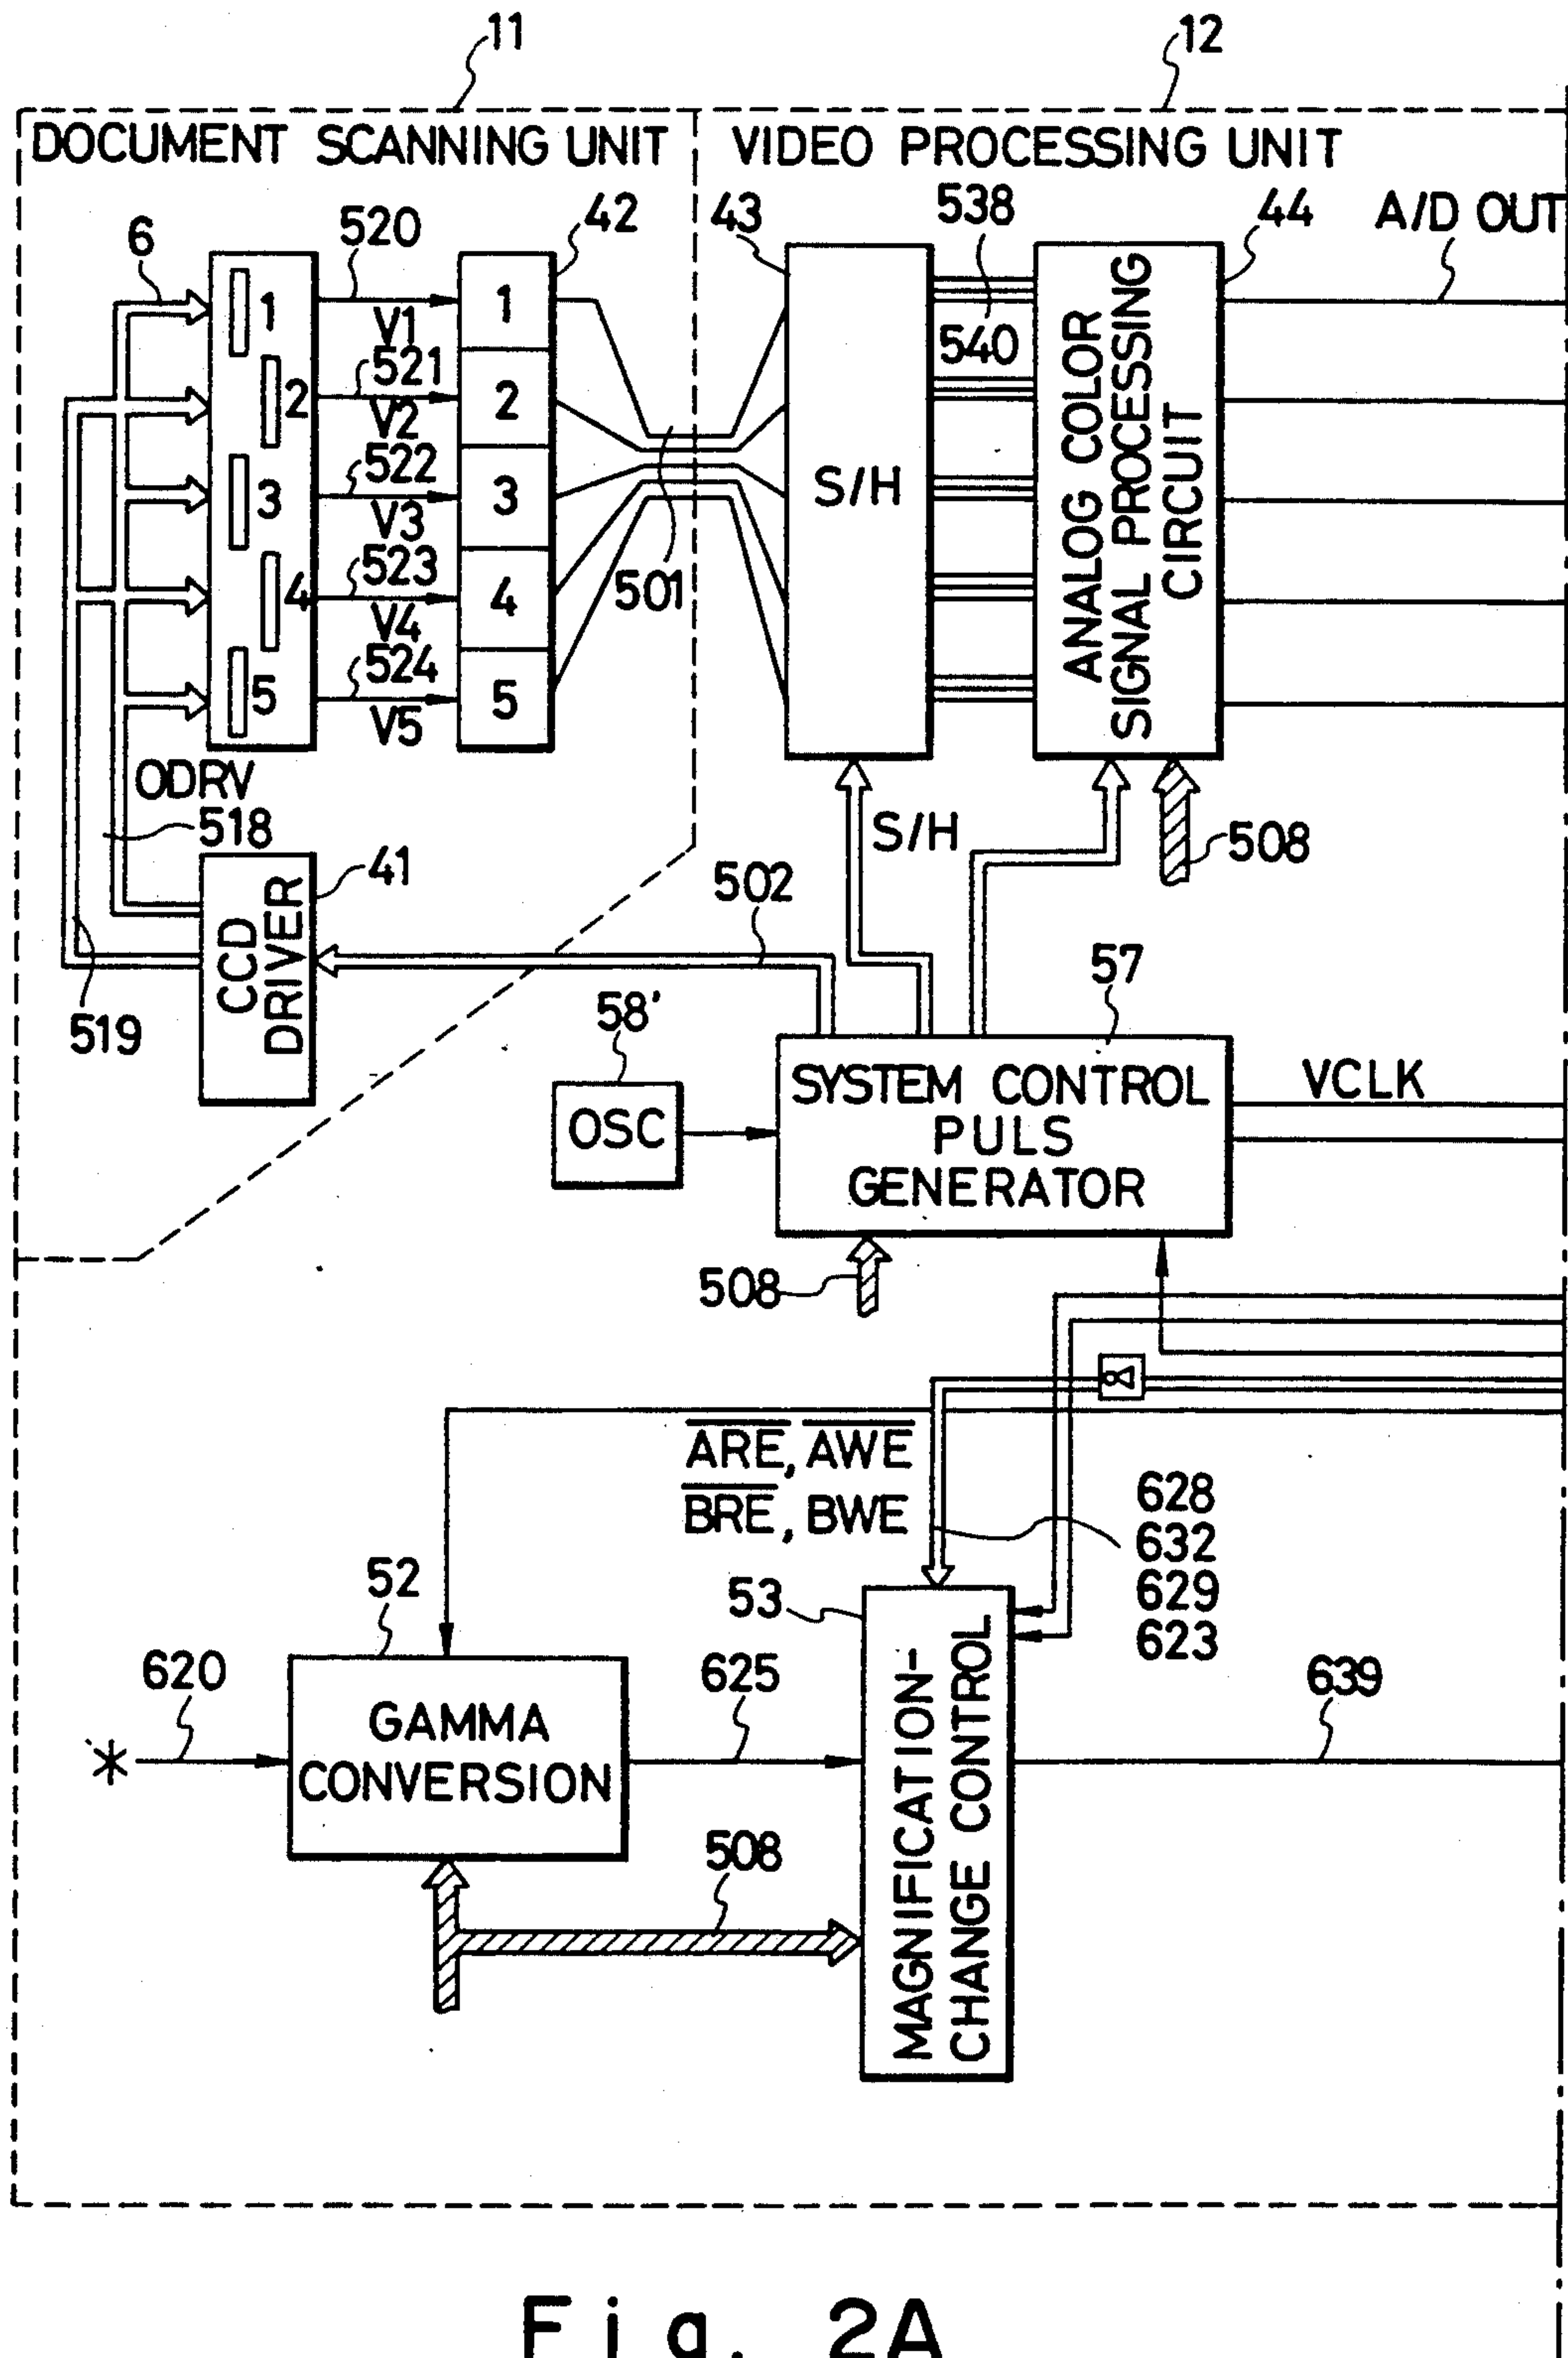 11
12
DOCUMENT SCANNING UNIT
VIDEO PROCESSING UNIT
6
520
42
43
538
540
44
A/D OUT
1
V1
1
521
2
V2
2
522
3
V3
3
523
4
V4
4
524
5
V5
5
501
S/H
ANALOG COLOR
SIGNAL PROCESSING
CIRCUIT
ODRV
518
519
41
CCD
DRIVER
502
S/H
508
58'
OSC
57
SYSTEM CONTROL
PULS
GENERATOR
VCLK
508
ARE, AWE
BRE, BWE
628
632
629
623
52
53
620
*
GAMMA
CONVERSION
625
MAGNIFICATION-
CHANGE CONTROL
639
508
Fig. 2A